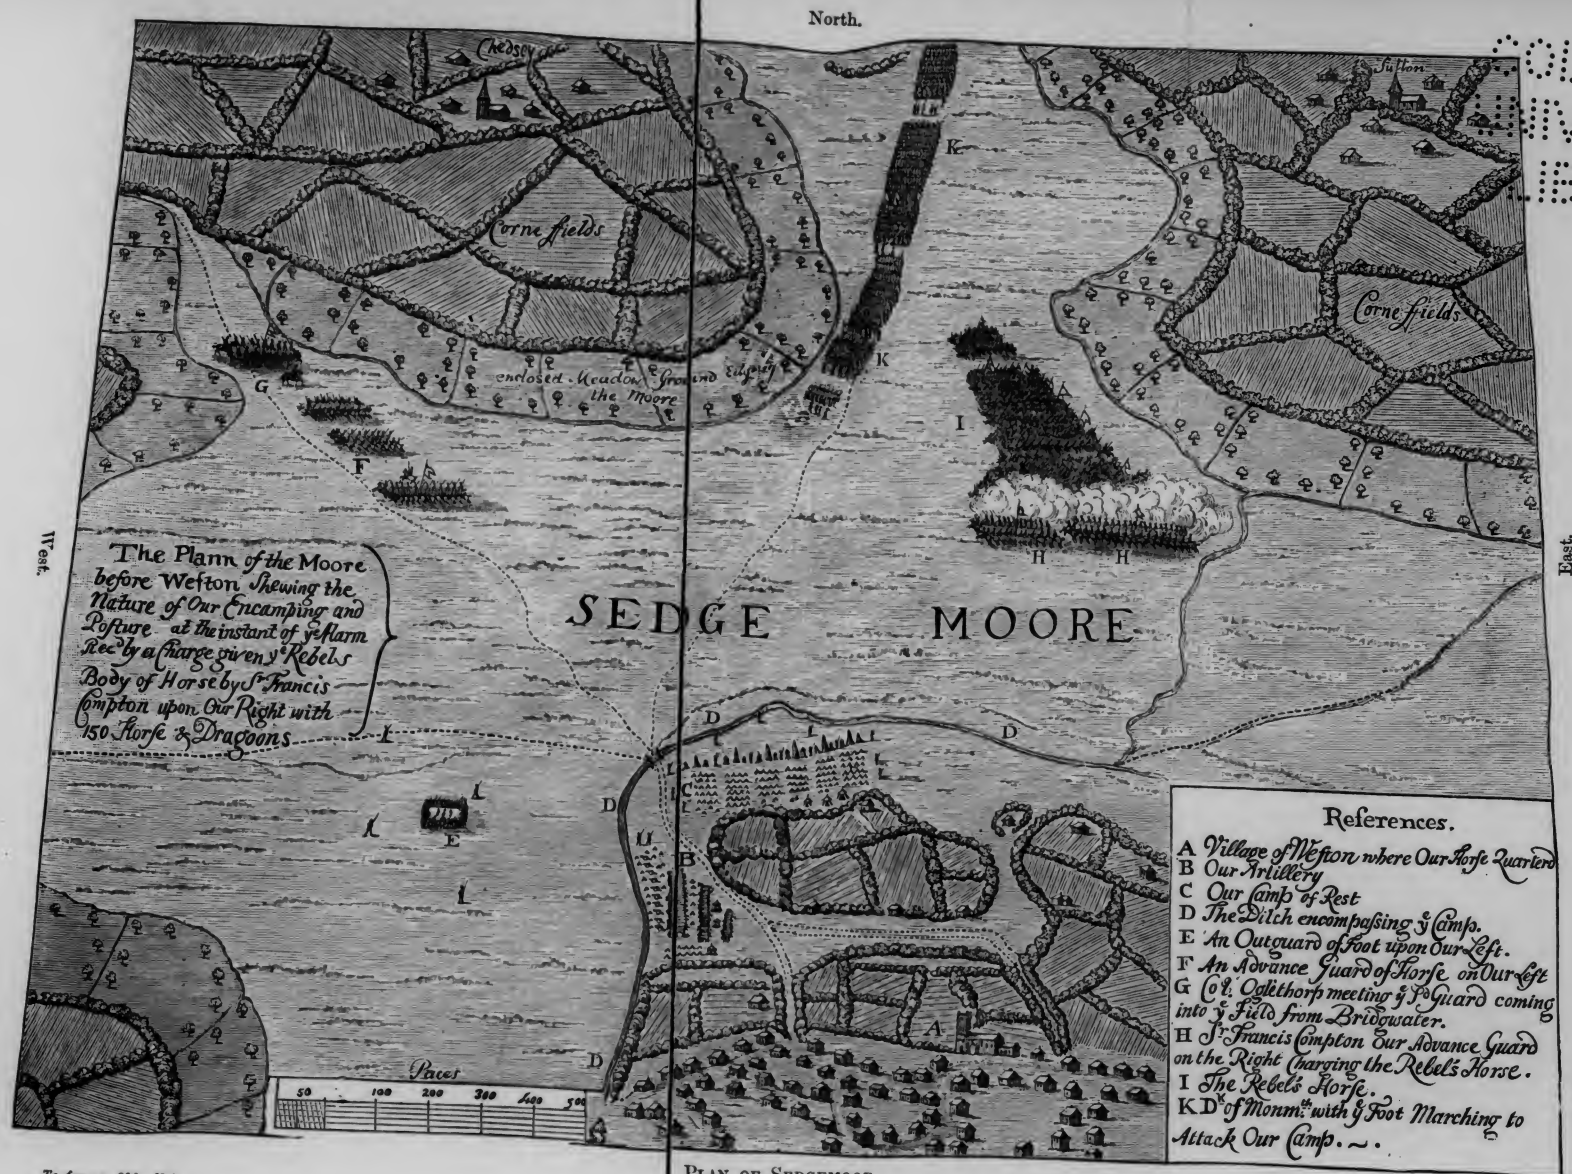 North.
Chedsey
Sutton
K
Corne ffields
Corne ffields
K
G
enclosed Meadow Ground
the Moore
I
F
H H
West.
East.
The Plann of the Moore
before Weſton Shewing the
Nature of Our Encamping and
Poſture at the instant of yᵉ Alarm
Recᵈ by a Charge given yᵉ Rebels
Body of Horse by Sʳ Francis
Compton upon Our Right with
150 Horſe & Dragoons
SEDGE MOORE
D
D
D
C
E
B
A
D
Paces
50 100 200 300 400 500
References.
A Village of Weſton where Our Horſe Quarterd
B Our Artillery
C Our Camp of Rest
D The Ditch encompaſsing yᵉ Camp.
E An Outguard of Foot upon Our Left.
F An Advance Guard of Horſe on Our Left
G Coˡˡ: Oglethorp meeting yᵉ Sᵈ Guard coming
into yᵉ Field from Bridgwater.
H Sʳ Francis Compton Our Advance Guard
on the Right Charging the Rebel's Horse.
I The Rebel's Horſe.
K Dᵏ of Monmᵗʰ: with yᵉ Foot Marching to
Attack Our Camp.